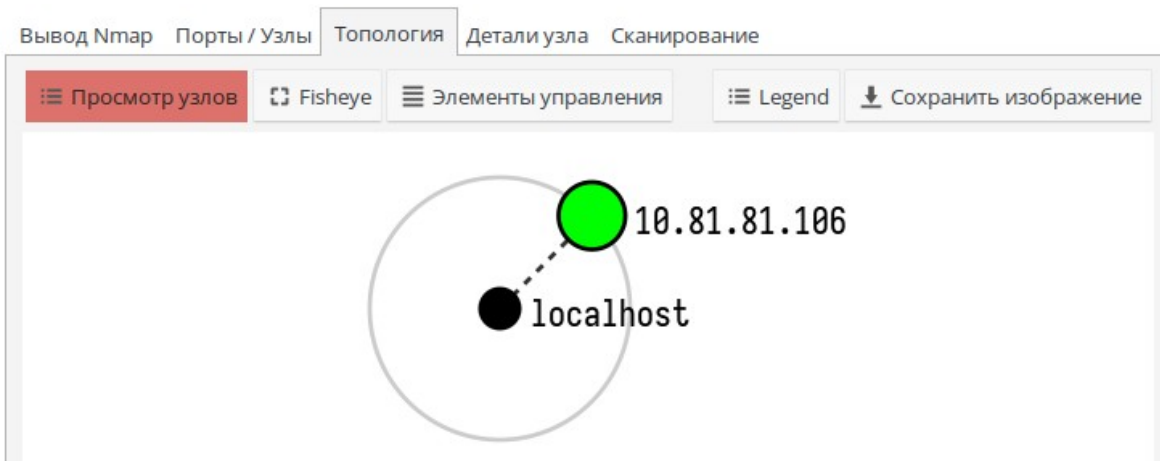 Вывод Nmap Порты / Узлы Топология Детали узла Сканирование
Просмотр узлов Fisheye Элементы управления Legend Сохранить изображение
10.81.81.106
localhost